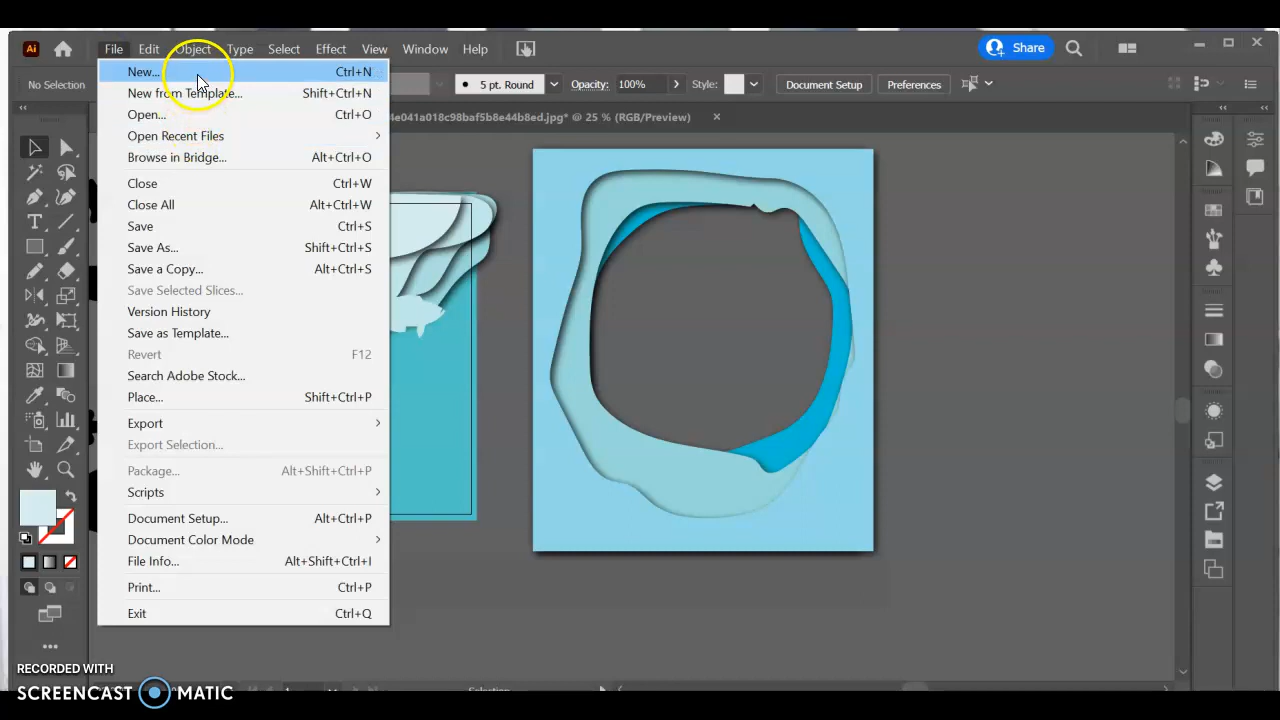 Ai File Edit Object Type Select Effect View Window Help Share
No Selection 5 pt. Round Opacity: 100% Style: Document Setup Preferences
4e041a018c98baf5b8e44b8ed.jpg* @ 25 % (RGB/Preview)
New... Ctrl+N
New from Template... Shift+Ctrl+N
Open... Ctrl+O
Open Recent Files
Browse in Bridge... Alt+Ctrl+O
Close Ctrl+W
Close All Alt+Ctrl+W
Save Ctrl+S
Save As... Shift+Ctrl+S
Save a Copy... Alt+Ctrl+S
Save Selected Slices...
Version History
Save as Template...
Revert F12
Search Adobe Stock...
Place... Shift+Ctrl+P
Export
Export Selection...
Package... Alt+Shift+Ctrl+P
Scripts
Document Setup... Alt+Ctrl+P
Document Color Mode
File Info... Alt+Shift+Ctrl+I
Print... Ctrl+P
Exit Ctrl+Q
RECORDED WITH
SCREENCAST MATIC